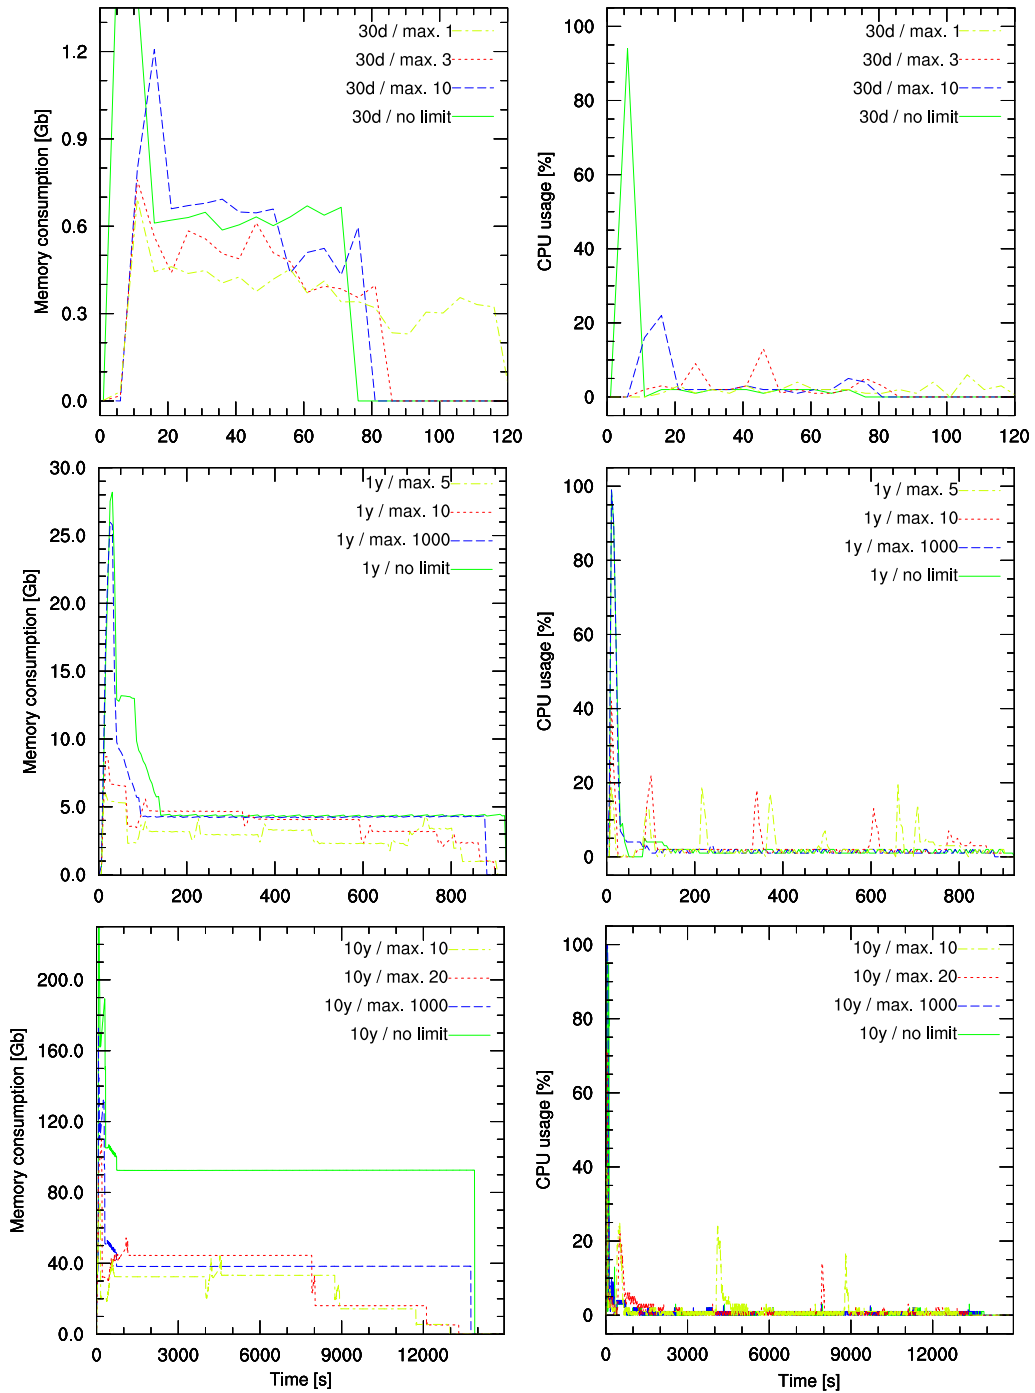 Memory consumption [Gb]
1.2
0.9
0.6
0.3
0.0
0 20 40 60 80 100 120
30d / max. 1
30d / max. 3
30d / max. 10
30d / no limit
CPU usage [%]
100
80
60
40
20
0
0 20 40 60 80 100 120
30d / max. 1
30d / max. 3
30d / max. 10
30d / no limit
Memory consumption [Gb]
30.0
25.0
20.0
15.0
10.0
5.0
0.0
0 200 400 600 800
1y / max. 5
1y / max. 10
1y / max. 1000
1y / no limit
CPU usage [%]
100
80
60
40
20
0
0 200 400 600 800
1y / max. 5
1y / max. 10
1y / max. 1000
1y / no limit
Memory consumption [Gb]
200.0
160.0
120.0
80.0
40.0
0.0
0 3000 6000 9000 12000
Time [s]
10y / max. 10
10y / max. 20
10y / max. 1000
10y / no limit
CPU usage [%]
100
80
60
40
20
0
0 3000 6000 9000 12000
Time [s]
10y / max. 10
10y / max. 20
10y / max. 1000
10y / no limit